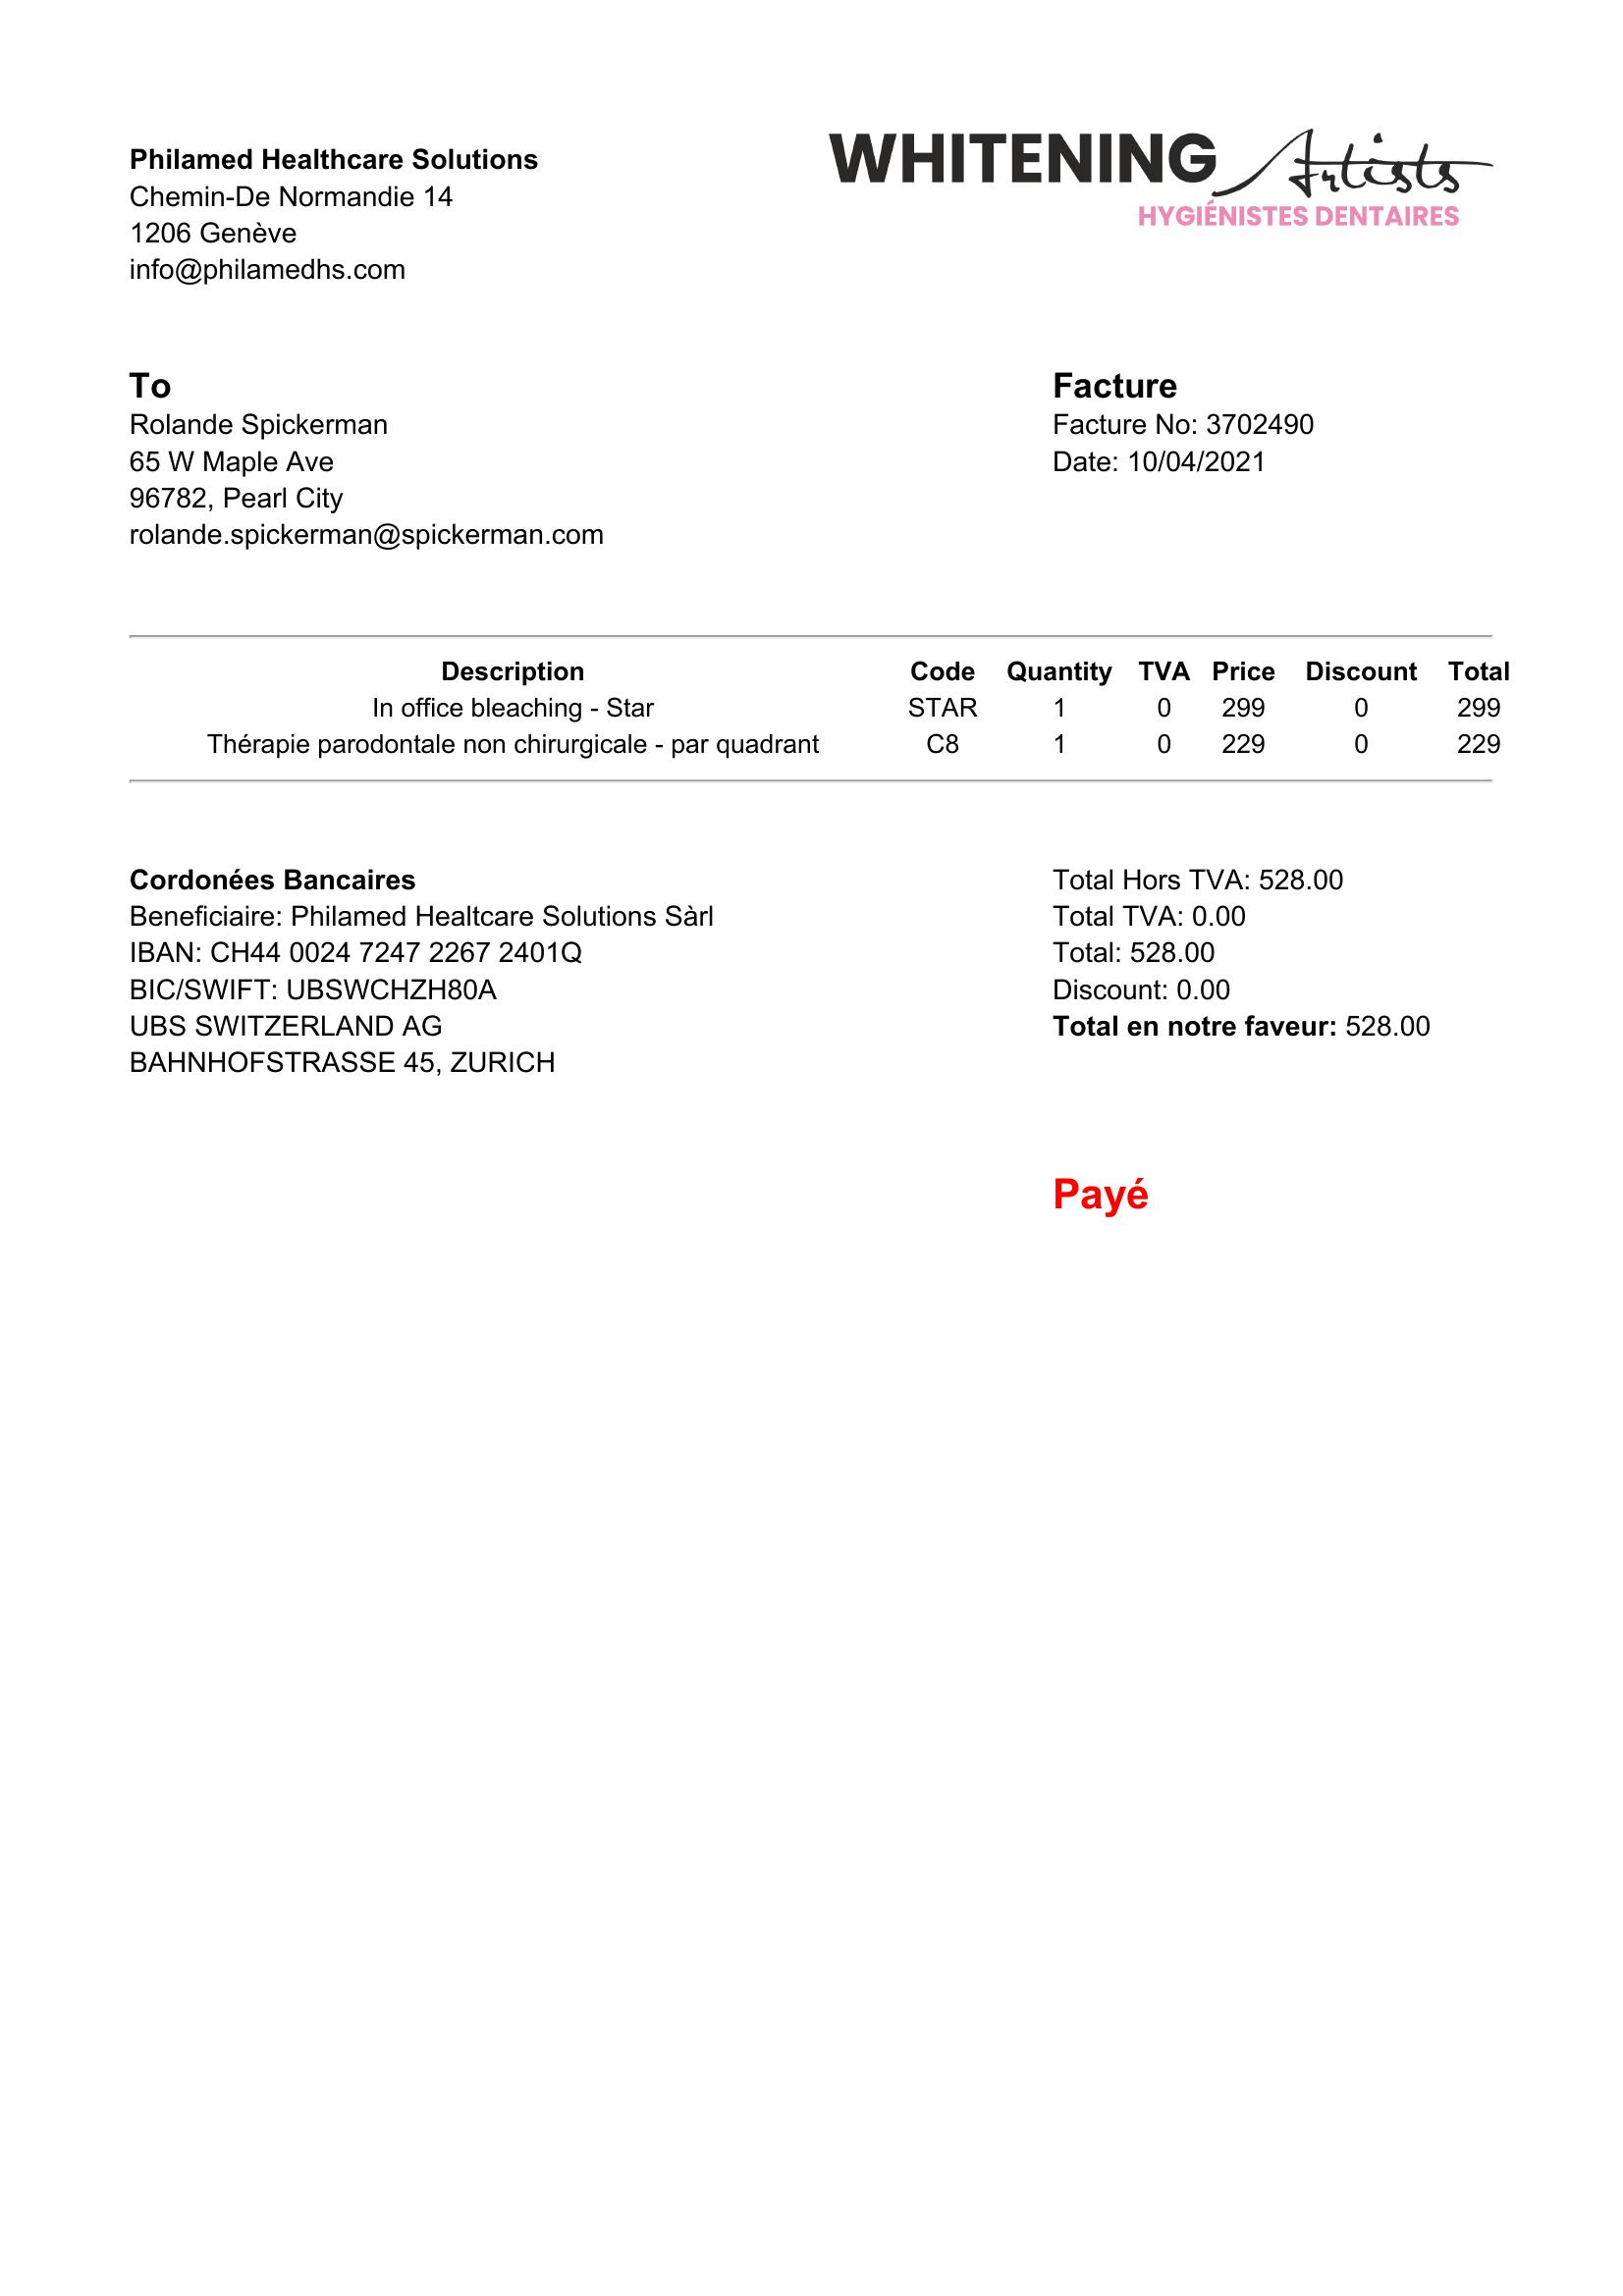 WHITENING Artists
HYGIÉNISTES DENTAIRES
Philamed Healthcare Solutions
Chemin-De Normandie 14
1206 Genève
info@philamedhs.com
To
Rolande Spickerman
65 W Maple Ave
96782, Pearl City
rolande.spickerman@spickerman.com
Facture
Facture No: 3702490
Date: 10/04/2021
Description Code Quantity TVA Price Discount Total
In office bleaching - Star STAR 1 0 299 0 299
Thérapie parodontale non chirurgicale - par quadrant C8 1 0 229 0 229
Cordonées Bancaires
Beneficiaire: Philamed Healtcare Solutions Sàrl
IBAN: CH44 0024 7247 2267 2401Q
BIC/SWIFT: UBSWCHZH80A
UBS SWITZERLAND AG
BAHNHOFSTRASSE 45, ZURICH
Total Hors TVA: 528.00
Total TVA: 0.00
Total: 528.00
Discount: 0.00
Total en notre faveur: 528.00
Payé